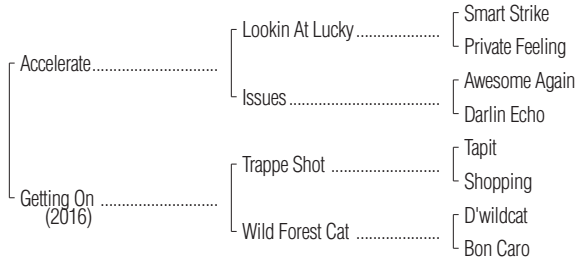 Smart Strike
Lookin At Lucky ....................
Private Feeling
Accelerate..............................
Awesome Again
Issues ....................................
Darlin Echo
Tapit
Trappe Shot ..........................
Shopping
Getting On ............................
(2016)
D'wildcat
Wild Forest Cat ....................
Bon Caro